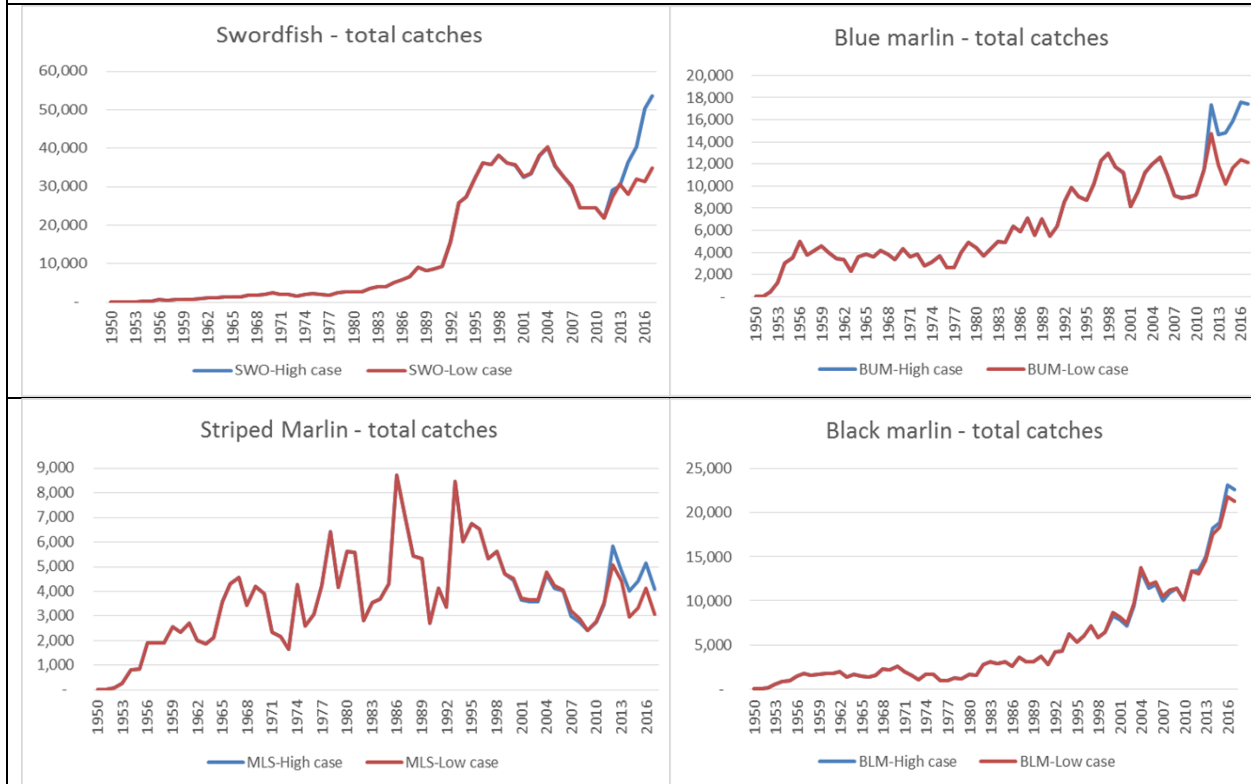 Swordfish - total catches
60,000
50,000
40,000
30,000
20,000
10,000
-
1950 1953 1956 1959 1962 1965 1968 1971 1974 1977 1980 1983 1986 1989 1992 1995 1998 2001 2004 2007 2010 2013 2016
SWO-High case SWO-Low case
Blue marlin - total catches
20,000
18,000
16,000
14,000
12,000
10,000
8,000
6,000
4,000
2,000
-
1950 1953 1956 1959 1962 1965 1968 1971 1974 1977 1980 1983 1986 1989 1992 1995 1998 2001 2004 2007 2010 2013 2016
BUM-High case BUM-Low case
Striped Marlin - total catches
9,000
8,000
7,000
6,000
5,000
4,000
3,000
2,000
1,000
-
1950 1953 1956 1959 1962 1965 1968 1971 1974 1977 1980 1983 1986 1989 1992 1995 1998 2001 2004 2007 2010 2013 2016
MLS-High case MLS-Low case
Black marlin - total catches
25,000
20,000
15,000
10,000
5,000
-
1950 1953 1956 1959 1962 1965 1968 1971 1974 1977 1980 1983 1986 1989 1992 1995 1998 2001 2004 2007 2010 2013 2016
BLM-High case BLM-Low case